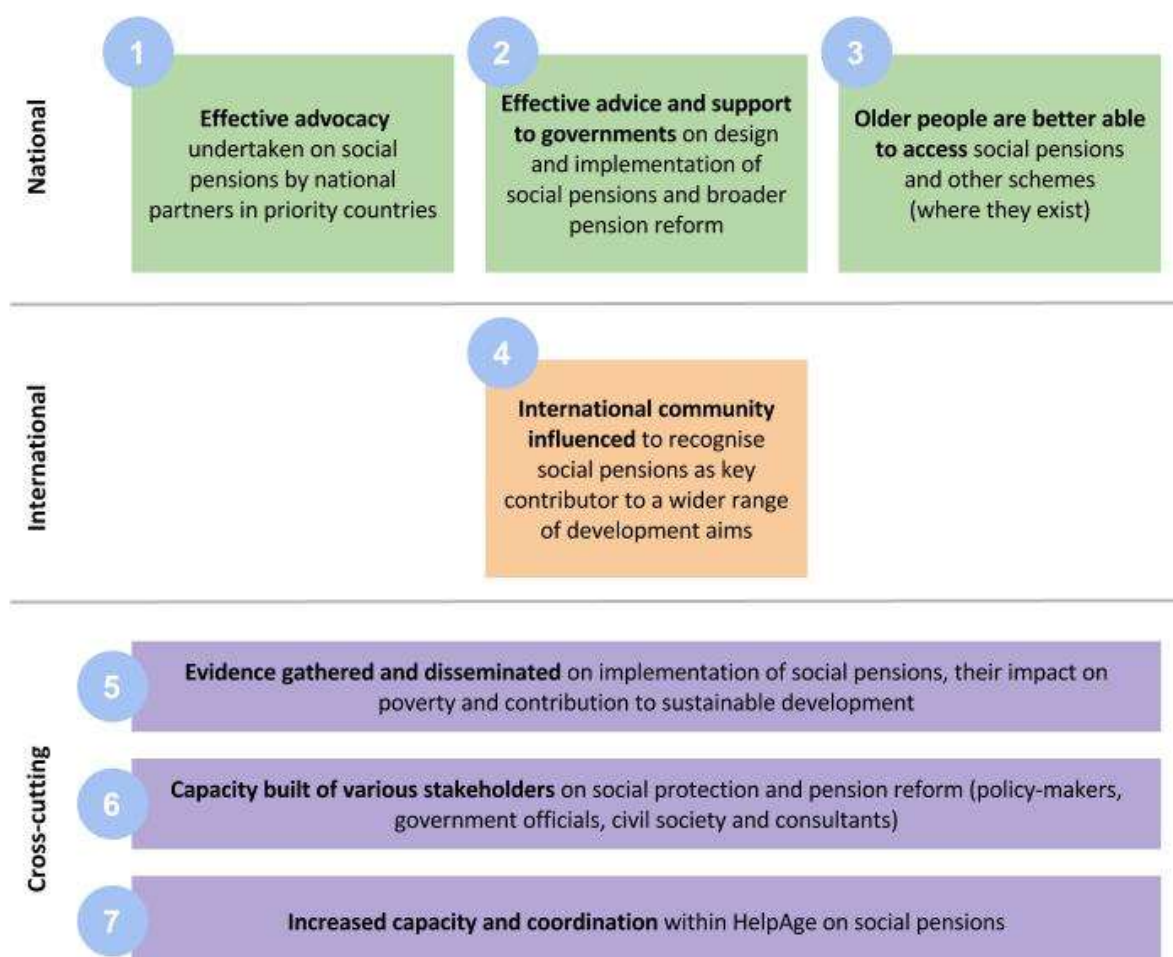 National
1
Effective advocacy
undertaken on social
pensions by national
partners in priority countries
2
Effective advice and support
to governments on design
and implementation of
social pensions and broader
pension reform
3
Older people are better able
to access social pensions
and other schemes
(where they exist)
International
4
International community
influenced to recognise
social pensions as key
contributor to a wider range
of development aims
Cross-cutting
5
Evidence gathered and disseminated on implementation of social pensions, their impact on
poverty and contribution to sustainable development
6
Capacity built of various stakeholders on social protection and pension reform (policy-makers,
government officials, civil society and consultants)
7
Increased capacity and coordination within HelpAge on social pensions